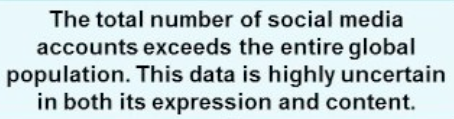 The total number of social media
accounts exceeds the entire global
population. This data is highly uncertain
in both its expression and content.